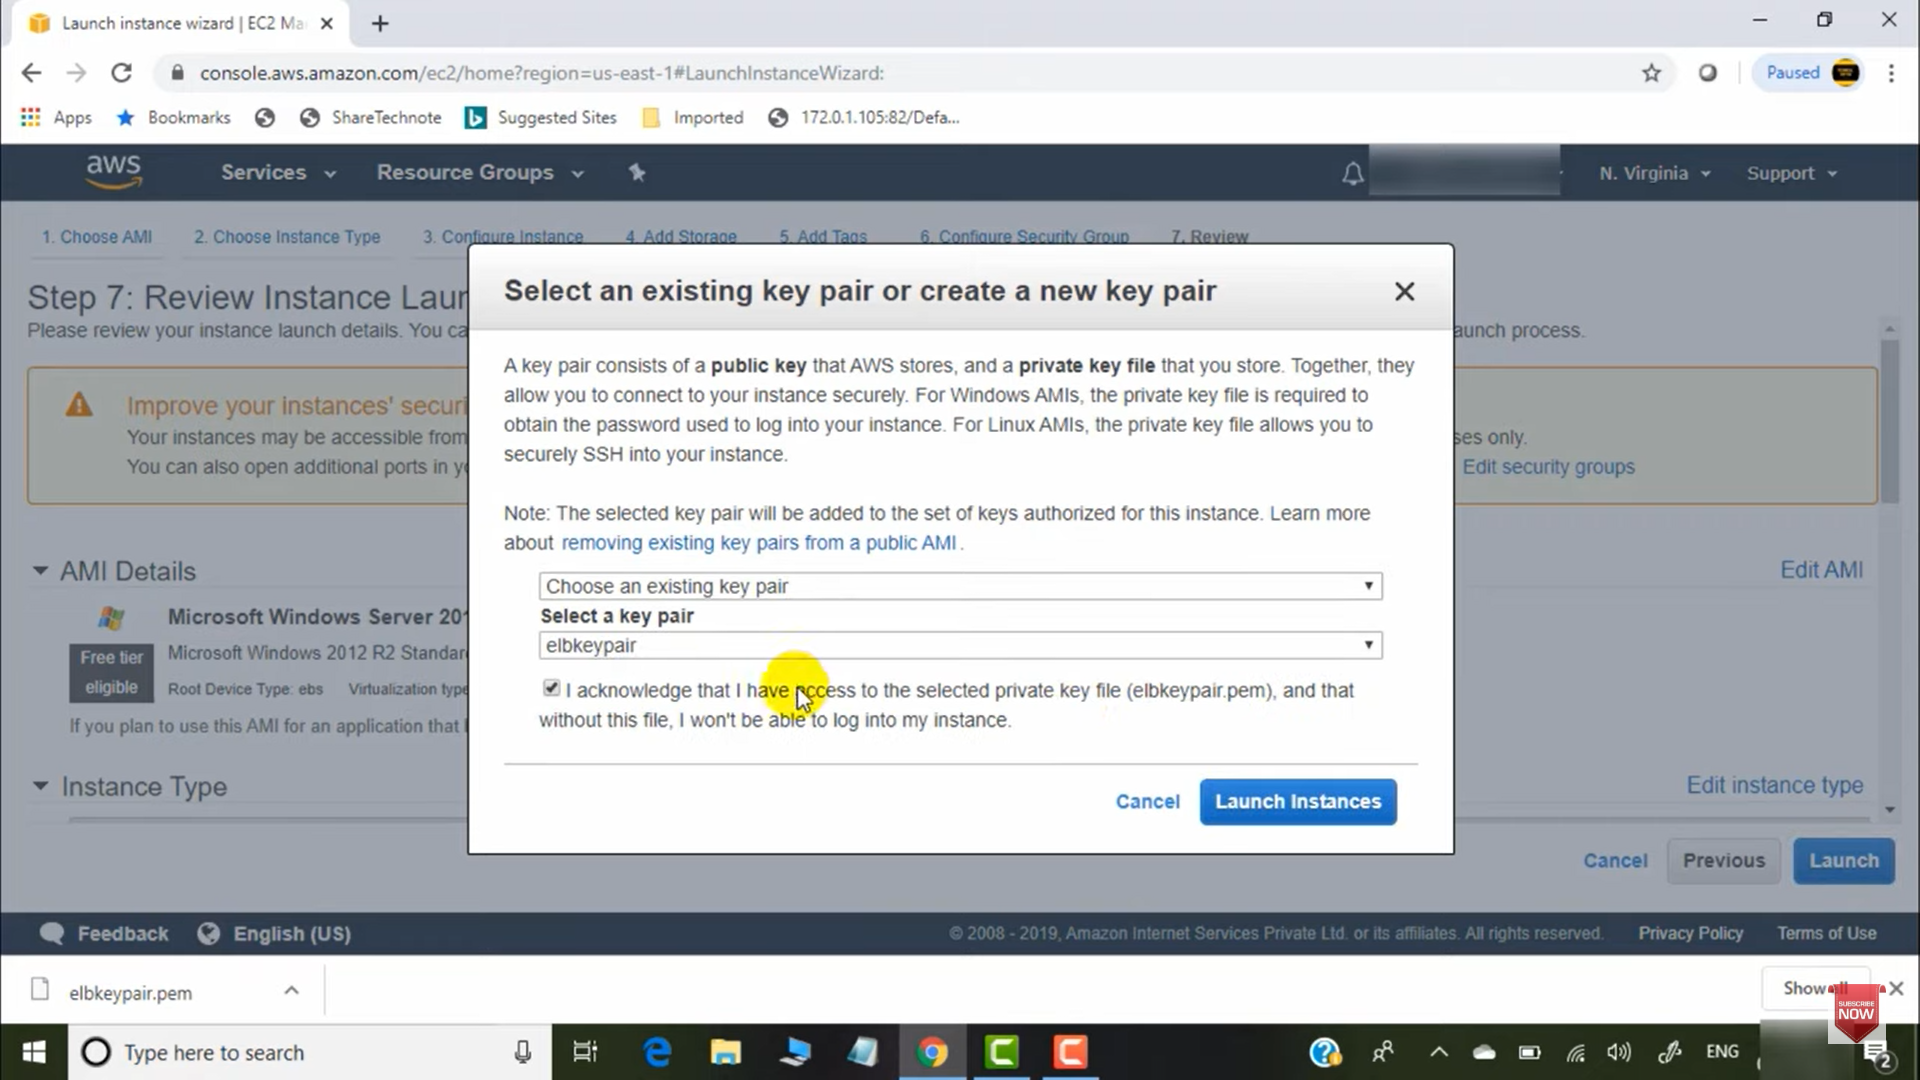 Launch instance wizard | EC2 Ma
console.aws.amazon.com/ec2/home?region=us-east-1#LaunchInstanceWizard:
Paused
Apps
Bookmarks
ShareTechnote
Suggested Sites
Imported
172.0.1.105:82/Defa...
aws
Services
Resource Groups
N. Virginia
Support
1. Choose AMI
2. Choose Instance Type
3. Configure Instance
4. Add Storage
5. Add Tags
6. Configure Security Group
7. Review
Step 7: Review Instance Laun
Please review your instance launch details. You ca
aunch process.
Improve your instances' securi
Your instances may be accessible from
ses only.
You can also open additional ports in yo
Edit security groups
Select an existing key pair or create a new key pair
A key pair consists of a public key that AWS stores, and a private key file that you store. Together, they
allow you to connect to your instance securely. For Windows AMIs, the private key file is required to
obtain the password used to log into your instance. For Linux AMIs, the private key file allows you to
securely SSH into your instance.
Note: The selected key pair will be added to the set of keys authorized for this instance. Learn more
about removing existing key pairs from a public AMI.
Choose an existing key pair
Select a key pair
elbkeypair
I acknowledge that I have access to the selected private key file (elbkeypair.pem), and that
without this file, I won't be able to log into my instance.
Cancel
Launch Instances
AMI Details
Edit AMI
Microsoft Windows Server 201
Free tier
eligible
Microsoft Windows 2012 R2 Standar
Root Device Type: ebs
Virtualization type
If you plan to use this AMI for an application that
Instance Type
Edit instance type
Cancel
Previous
Launch
Feedback
English (US)
© 2008 - 2019, Amazon Internet Services Private Ltd. or its affiliates. All rights reserved.
Privacy Policy
Terms of Use
elbkeypair.pem
Show all
SUBSCRIBE
NOW
Type here to search
ENG
2